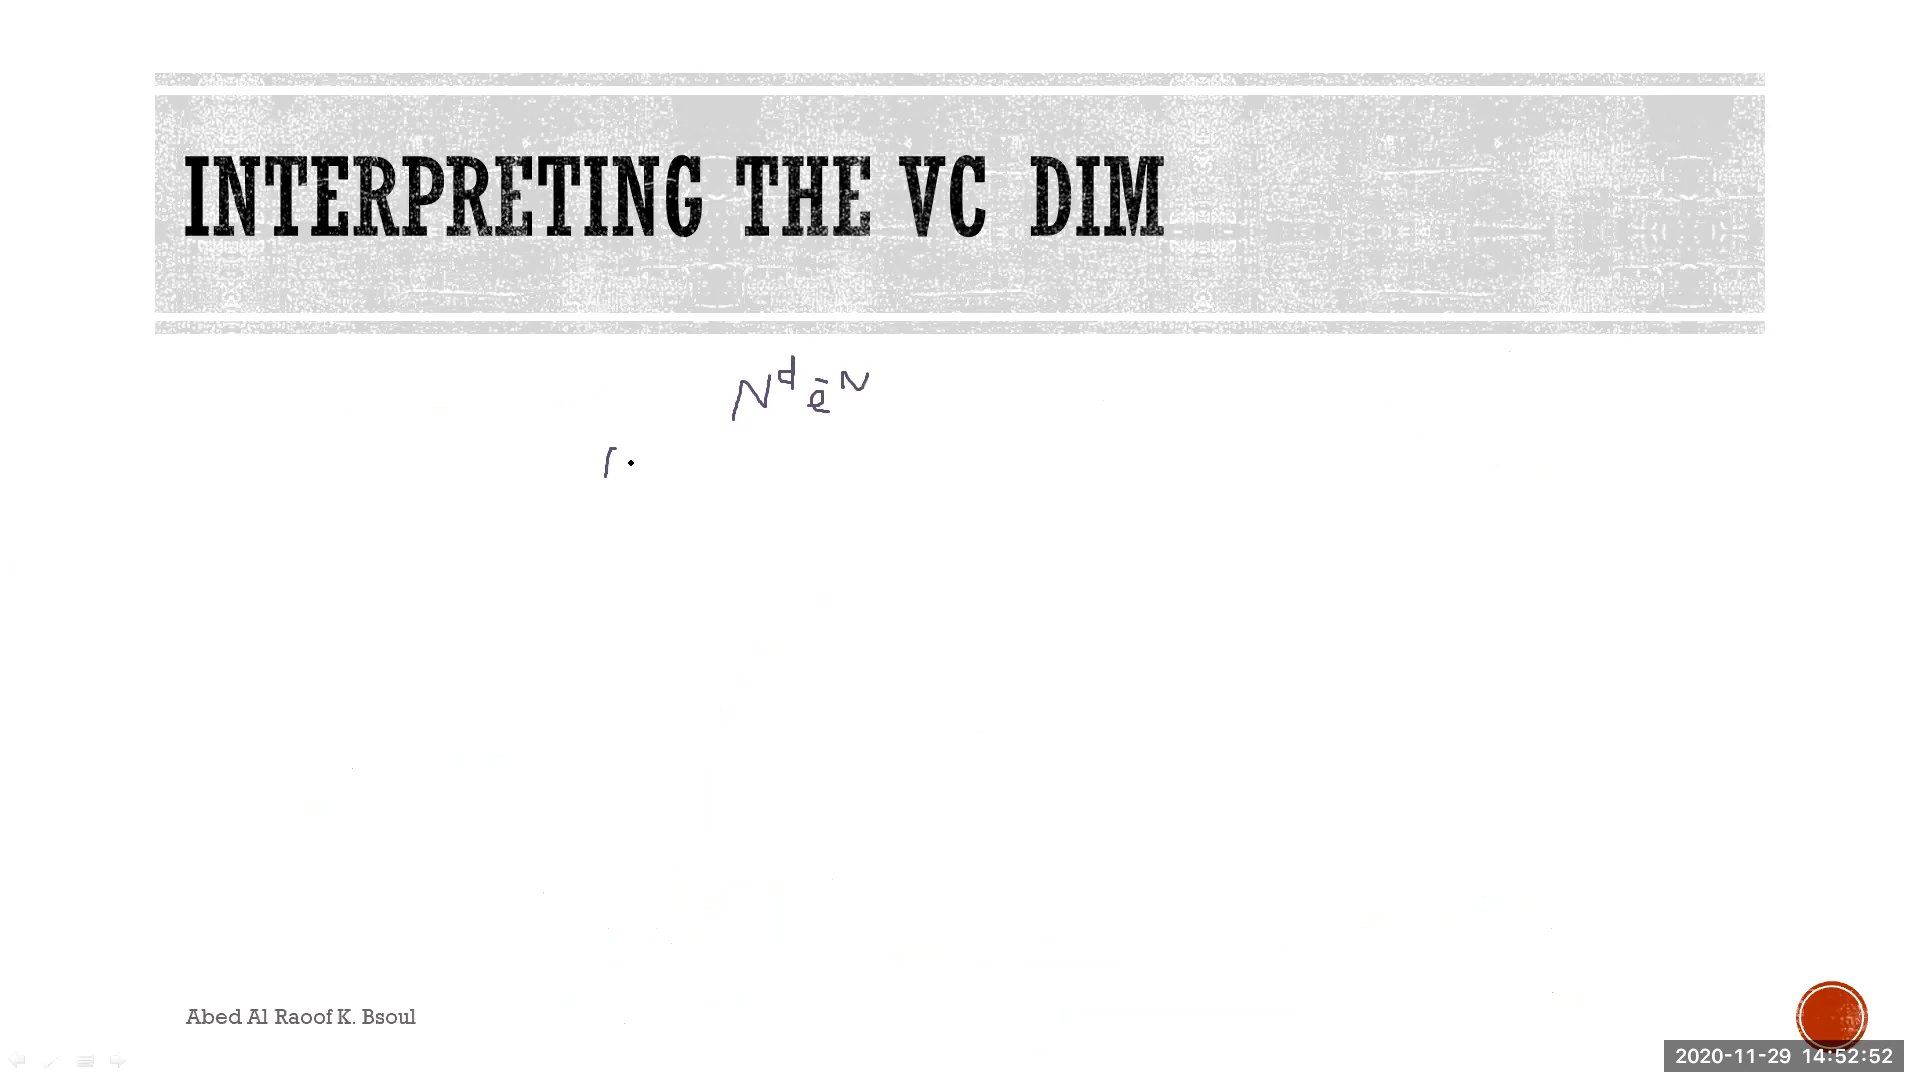 INTERPRETING THE VC DIM
N^d e^-N
Abed Al Raoof K. Bsoul
2020-11-29 14:52:52